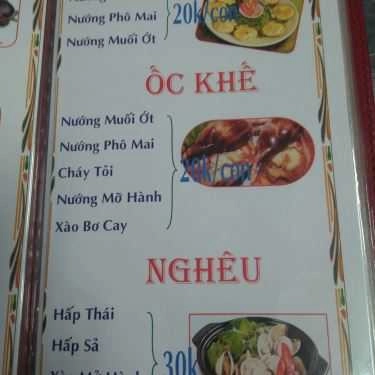 Nướng Phô Mai
20k/con
Nướng Muối Ớt
ỐC KHẾ
Nướng Muối Ớt
Nướng Phô Mai
Cháy Tỏi
20k/con
Nướng Mỡ Hành
Xào Bơ Cay
NGHÊU
Hấp Thái
Hấp Sả
30k